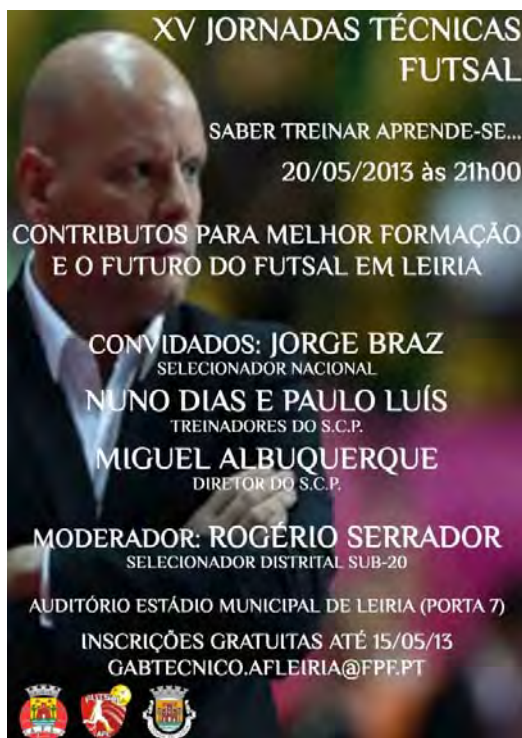 XV JORNADAS TÉCNICAS
FUTSAL
SABER TREINAR APRENDE-SE...
20/05/2013 às 21h00
CONTRIBUTOS PARA MELHOR FORMAÇÃO
E O FUTURO DO FUTSAL EM LEIRIA
CONVIDADOS: JORGE BRAZ
SELECIONADOR NACIONAL
NUNO DIAS E PAULO LUÍS
TREINADORES DO S.C.P.
MIGUEL ALBUQUERQUE
DIRETOR DO S.C.P.
MODERADOR: ROGÉRIO SERRADOR
SELECIONADOR DISTRITAL SUB-20
AUDITÓRIO ESTÁDIO MUNICIPAL DE LEIRIA (PORTA 7)
INSCRIÇÕES GRATUITAS ATÉ 15/05/13
GABTECNICO.AFLEIRIA@FPF.PT